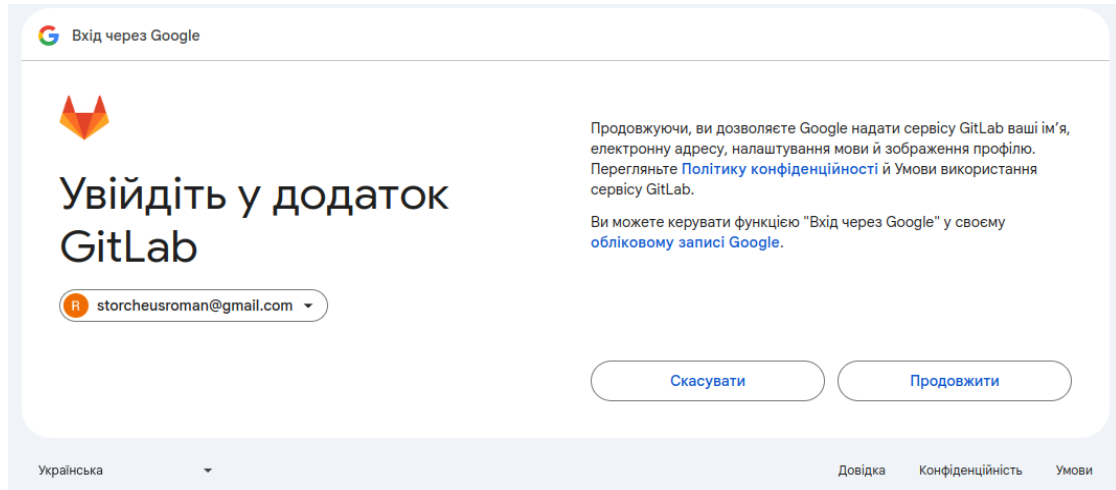 Вхід через Google
Увійдіть у додаток
GitLab
R storcheusroman@gmail.com
Продовжуючи, ви дозволяєте Google надати сервісу GitLab ваші ім’я,
електронну адресу, налаштування мови й зображення профілю.
Перегляньте Політику конфіденційності й Умови використання
сервісу GitLab.
Ви можете керувати функцією "Вхід через Google" у своєму
обліковому записі Google.
Скасувати
Продовжити
Українська
Довідка
Конфіденційність
Умови